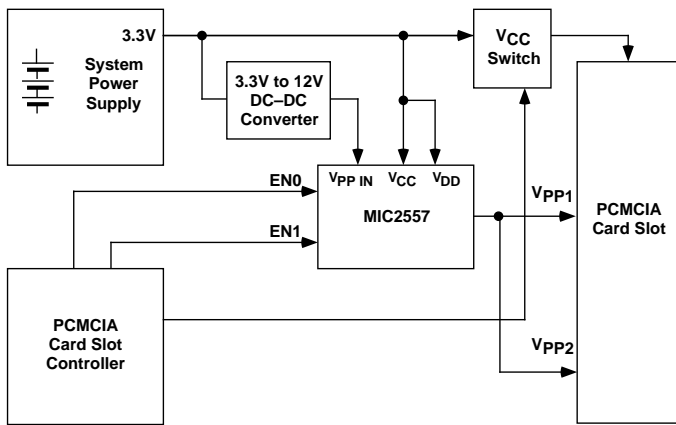 3.3V
System
Power
Supply
3.3V to 12V
DC–DC
Converter
VCC
Switch
EN0
EN1
VPP IN
VCC
VDD
MIC2557
VPP1
VPP2
PCMCIA
Card Slot
PCMCIA
Card Slot
Controller